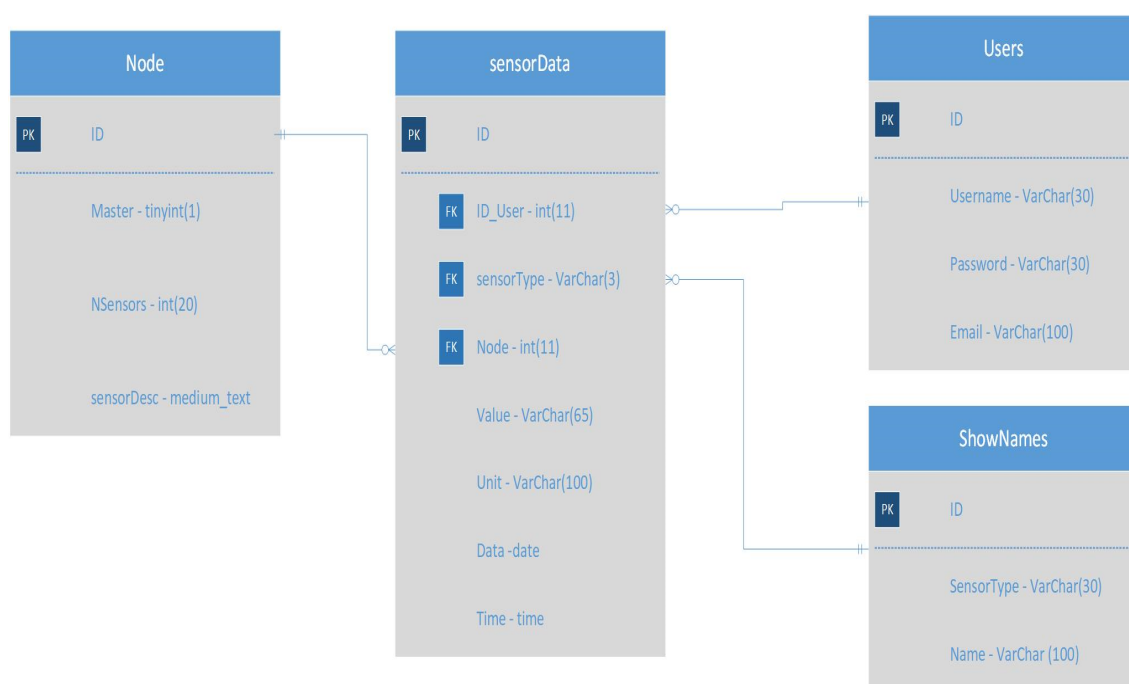 Node
PK ID
Master - tinyint(1)
NSensors - int(20)
sensorDesc - medium_text
sensorData
PK ID
FK ID_User - int(11)
FK sensorType - VarChar(3)
FK Node - int(11)
Value - VarChar(65)
Unit - VarChar(100)
Data -date
Time - time
Users
PK ID
Username - VarChar(30)
Password - VarChar(30)
Email - VarChar(100)
ShowNames
PK ID
SensorType - VarChar(30)
Name - VarChar (100)